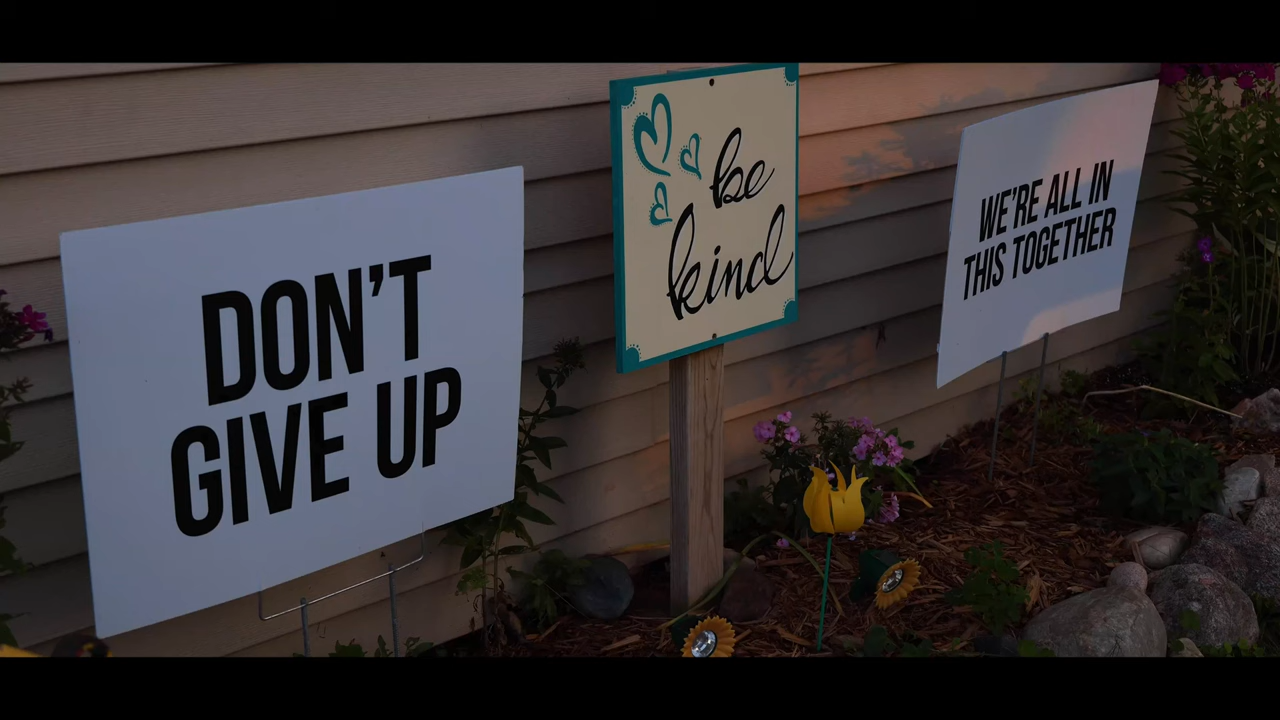 DON'T
GIVE UP
be
kind
WE'RE ALL IN
THIS TOGETHER